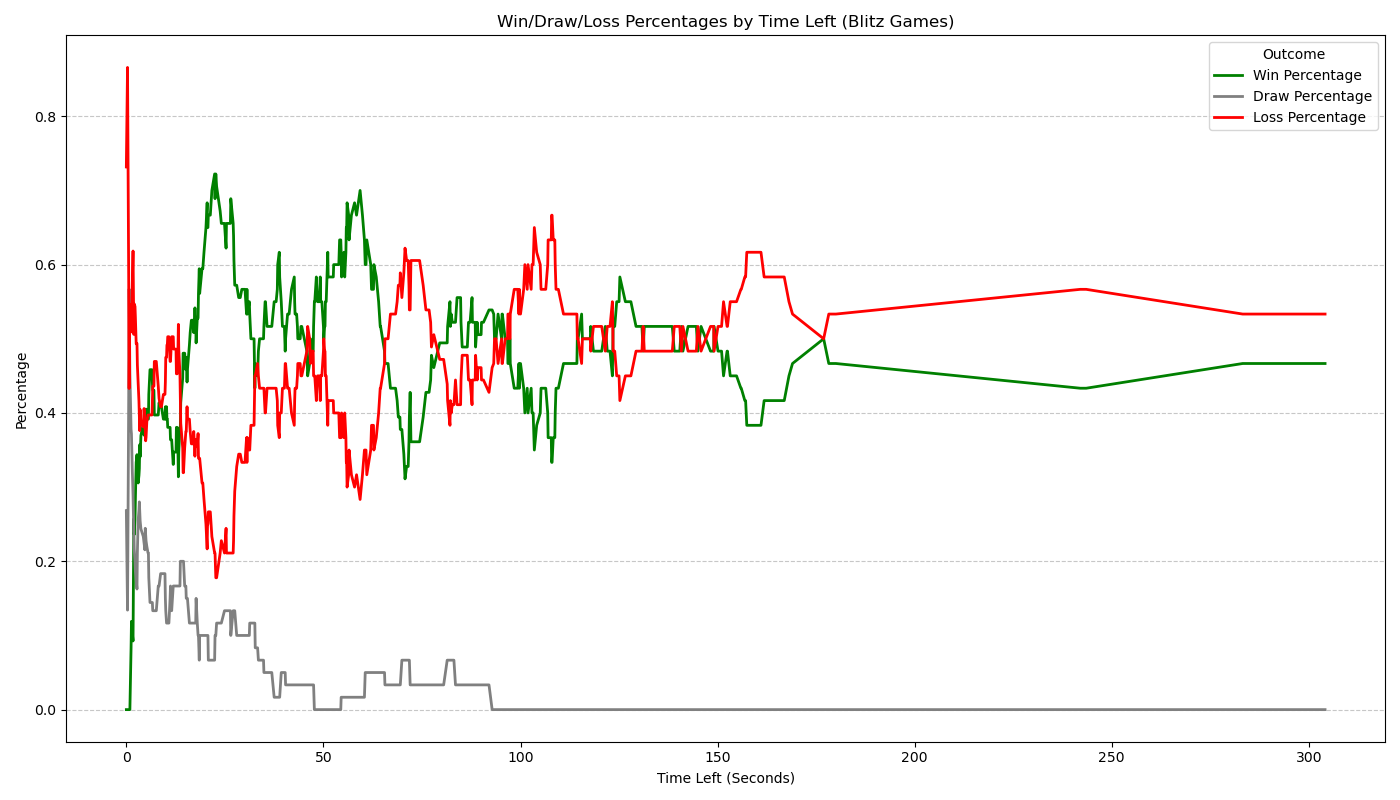 Win/Draw/Loss Percentages by Time Left (Blitz Games)
Outcome
Win Percentage
Draw Percentage
Loss Percentage
Percentage
0.8
0.6
0.4
0.2
0.0
0 50 100 150 200 250 300
Time Left (Seconds)